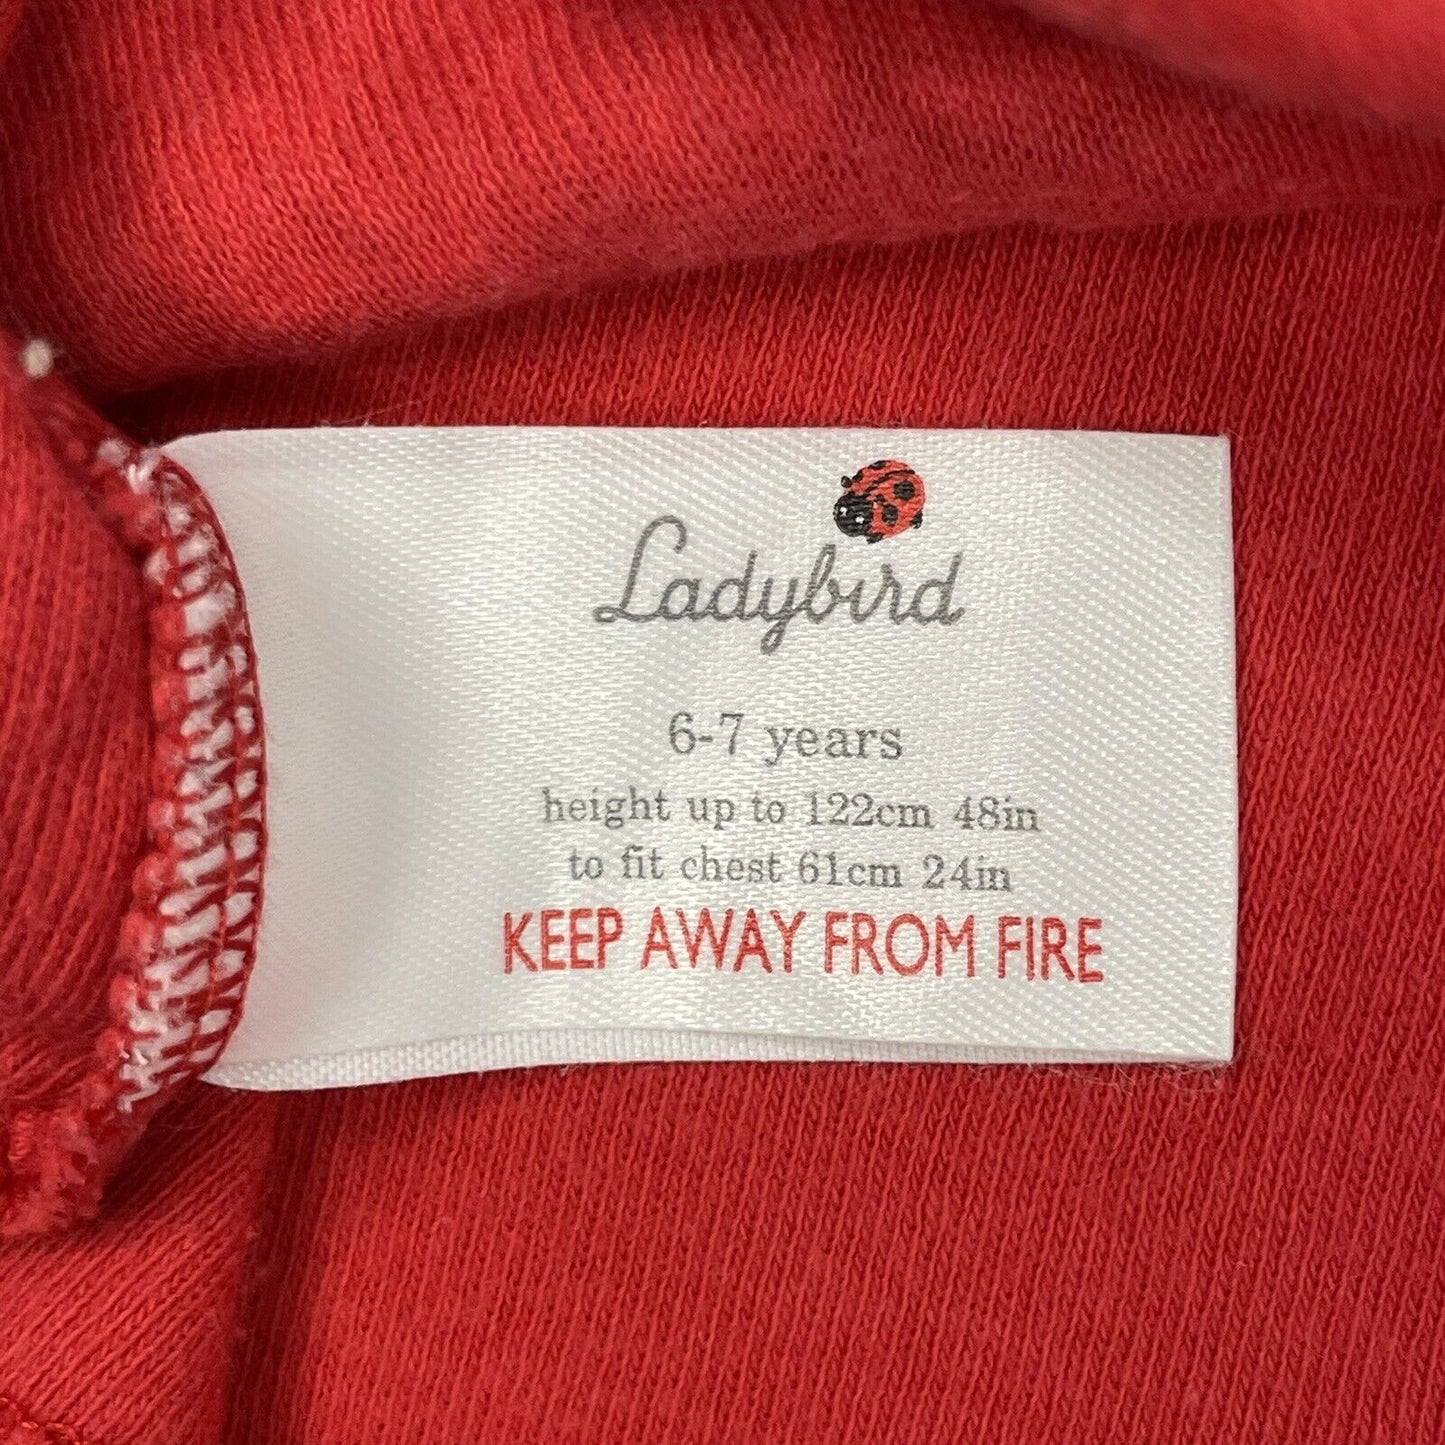 Ladybird
6-7 years
height up to 122cm 48in
to fit chest 61cm 24in
KEEP AWAY FROM FIRE